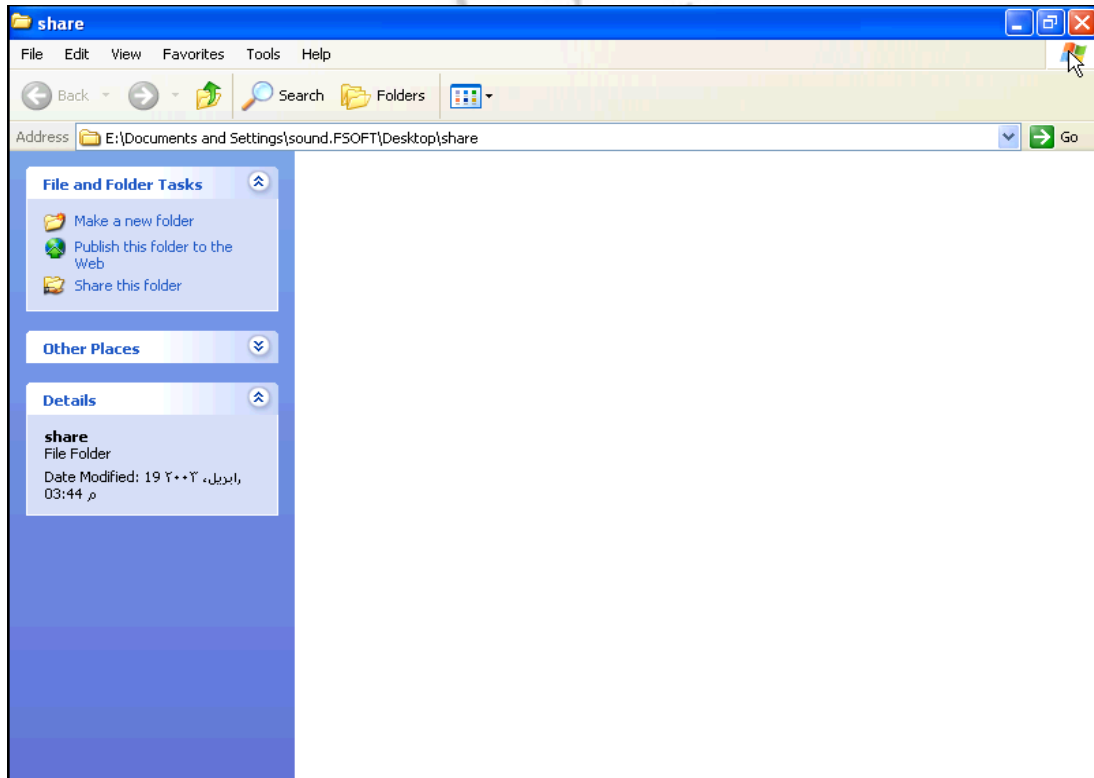 share
File Edit View Favorites Tools Help
Back Search Folders
Address E:\Documents and Settings\sound.FSOFT\Desktop\share Go
File and Folder Tasks
Make a new folder
Publish this folder to the
Web
Share this folder
Other Places
Details
share
File Folder
Date Modified: 19 ابريل، ٢٠٠٣,
03:44 م